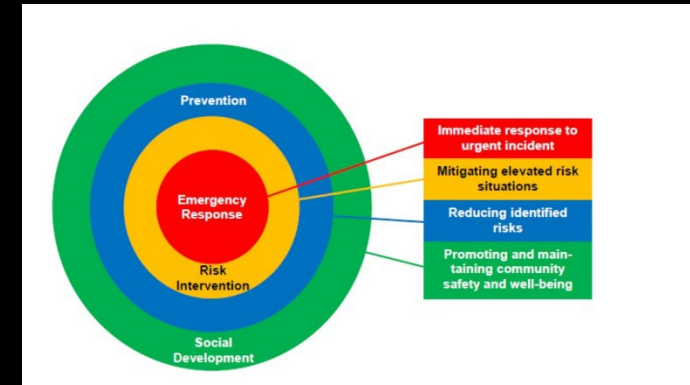 Prevention
Emergency
Response
Risk
Intervention
Social
Development
Immediate response to
urgent incident
Mitigating elevated risk
situations
Reducing identified
risks
Promoting and main-
taining community
safety and well-being